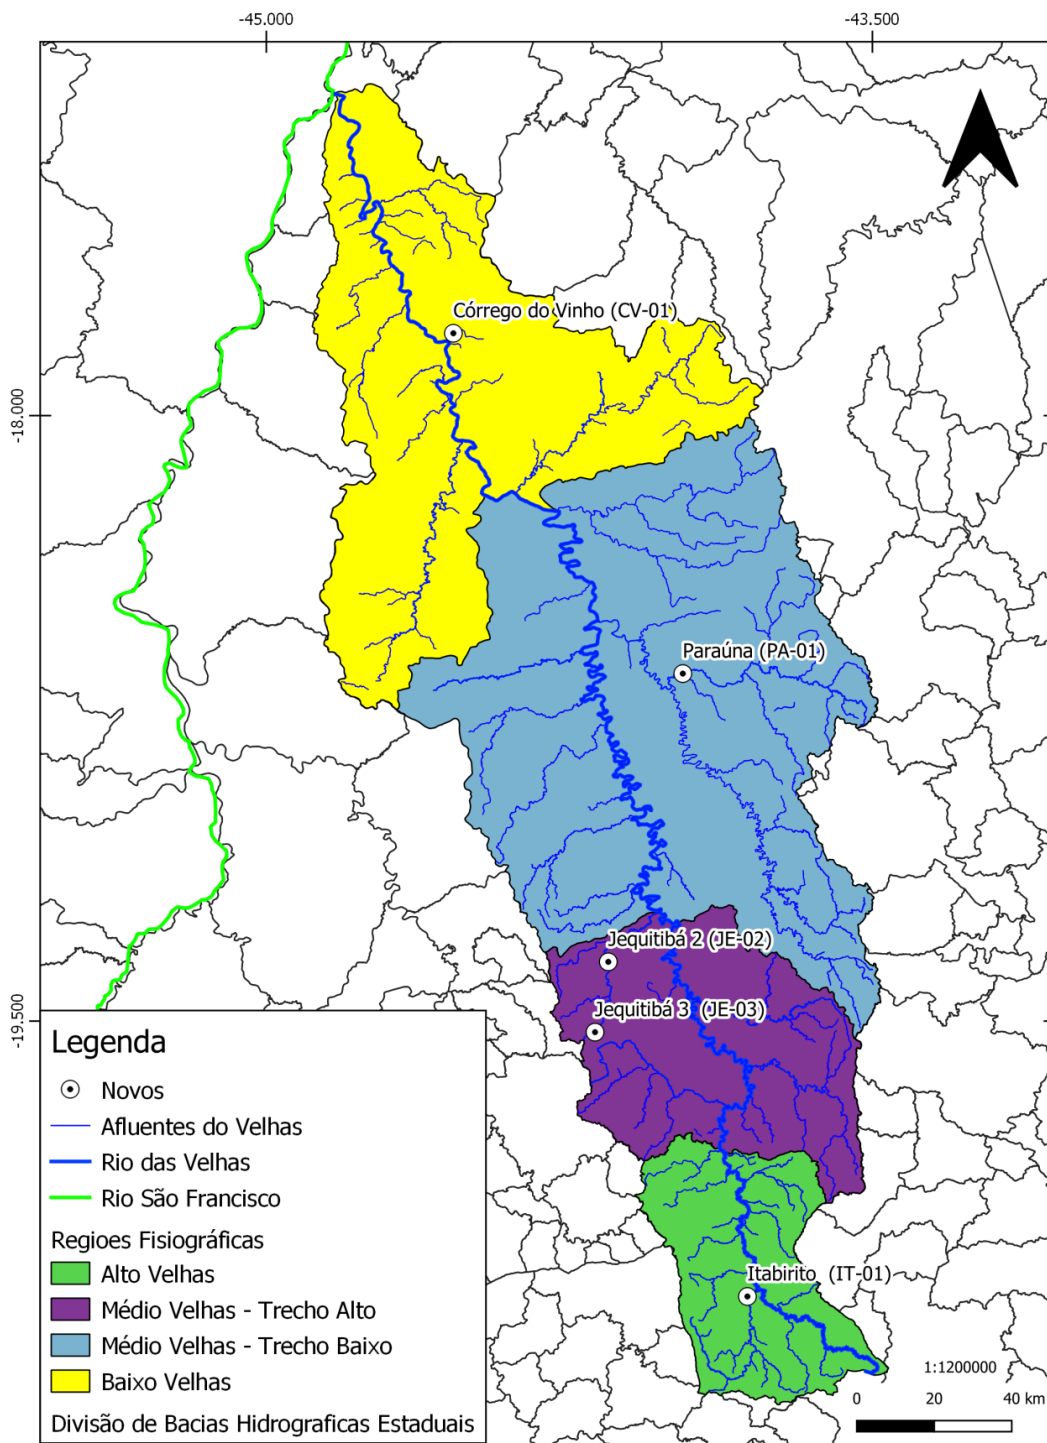 -45.000
-43.500
Córrego do Vinho (CV-01)
-18.000
Paraúna (PA-01)
Jequitibá 2 (JE-02)
Jequitibá 3 (JE-03)
-19.500
Legenda
Novos
Afluentes do Velhas
Rio das Velhas
Rio São Francisco
Regioes Fisiográficas
Alto Velhas
Médio Velhas - Trecho Alto
Médio Velhas - Trecho Baixo
Baixo Velhas
Divisão de Bacias Hidrograficas Estaduais
Itabirito (IT-01)
1:1200000
0 20 40 km